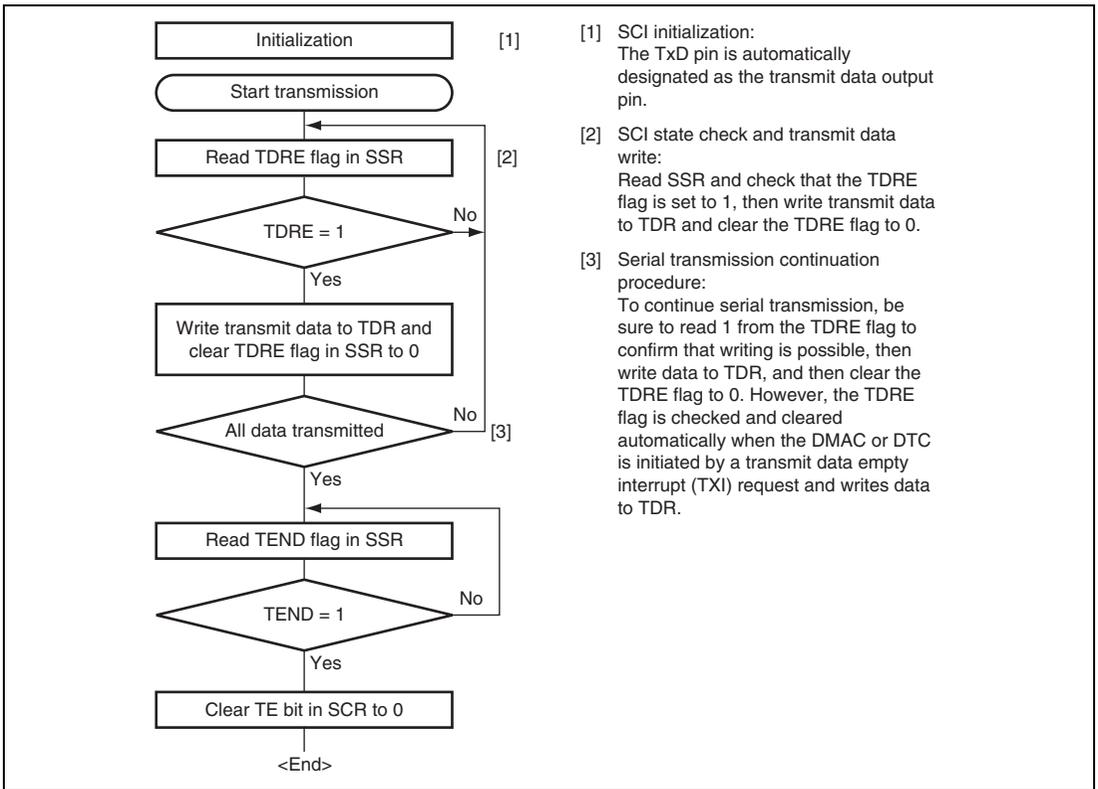 Initialization
[1]
Start transmission
Read TDRE flag in SSR
[2]
TDRE = 1
No
Yes
Write transmit data to TDR and
clear TDRE flag in SSR to 0
All data transmitted
No
[3]
Yes
Read TEND flag in SSR
TEND = 1
No
Yes
Clear TE bit in SCR to 0
<End>
[1] SCI initialization:
The TxD pin is automatically
designated as the transmit data output
pin.
[2] SCI state check and transmit data
write:
Read SSR and check that the TDRE
flag is set to 1, then write transmit data
to TDR and clear the TDRE flag to 0.
[3] Serial transmission continuation
procedure:
To continue serial transmission, be
sure to read 1 from the TDRE flag to
confirm that writing is possible, then
write data to TDR, and then clear the
TDRE flag to 0. However, the TDRE
flag is checked and cleared
automatically when the DMAC or DTC
is initiated by a transmit data empty
interrupt (TXI) request and writes data
to TDR.